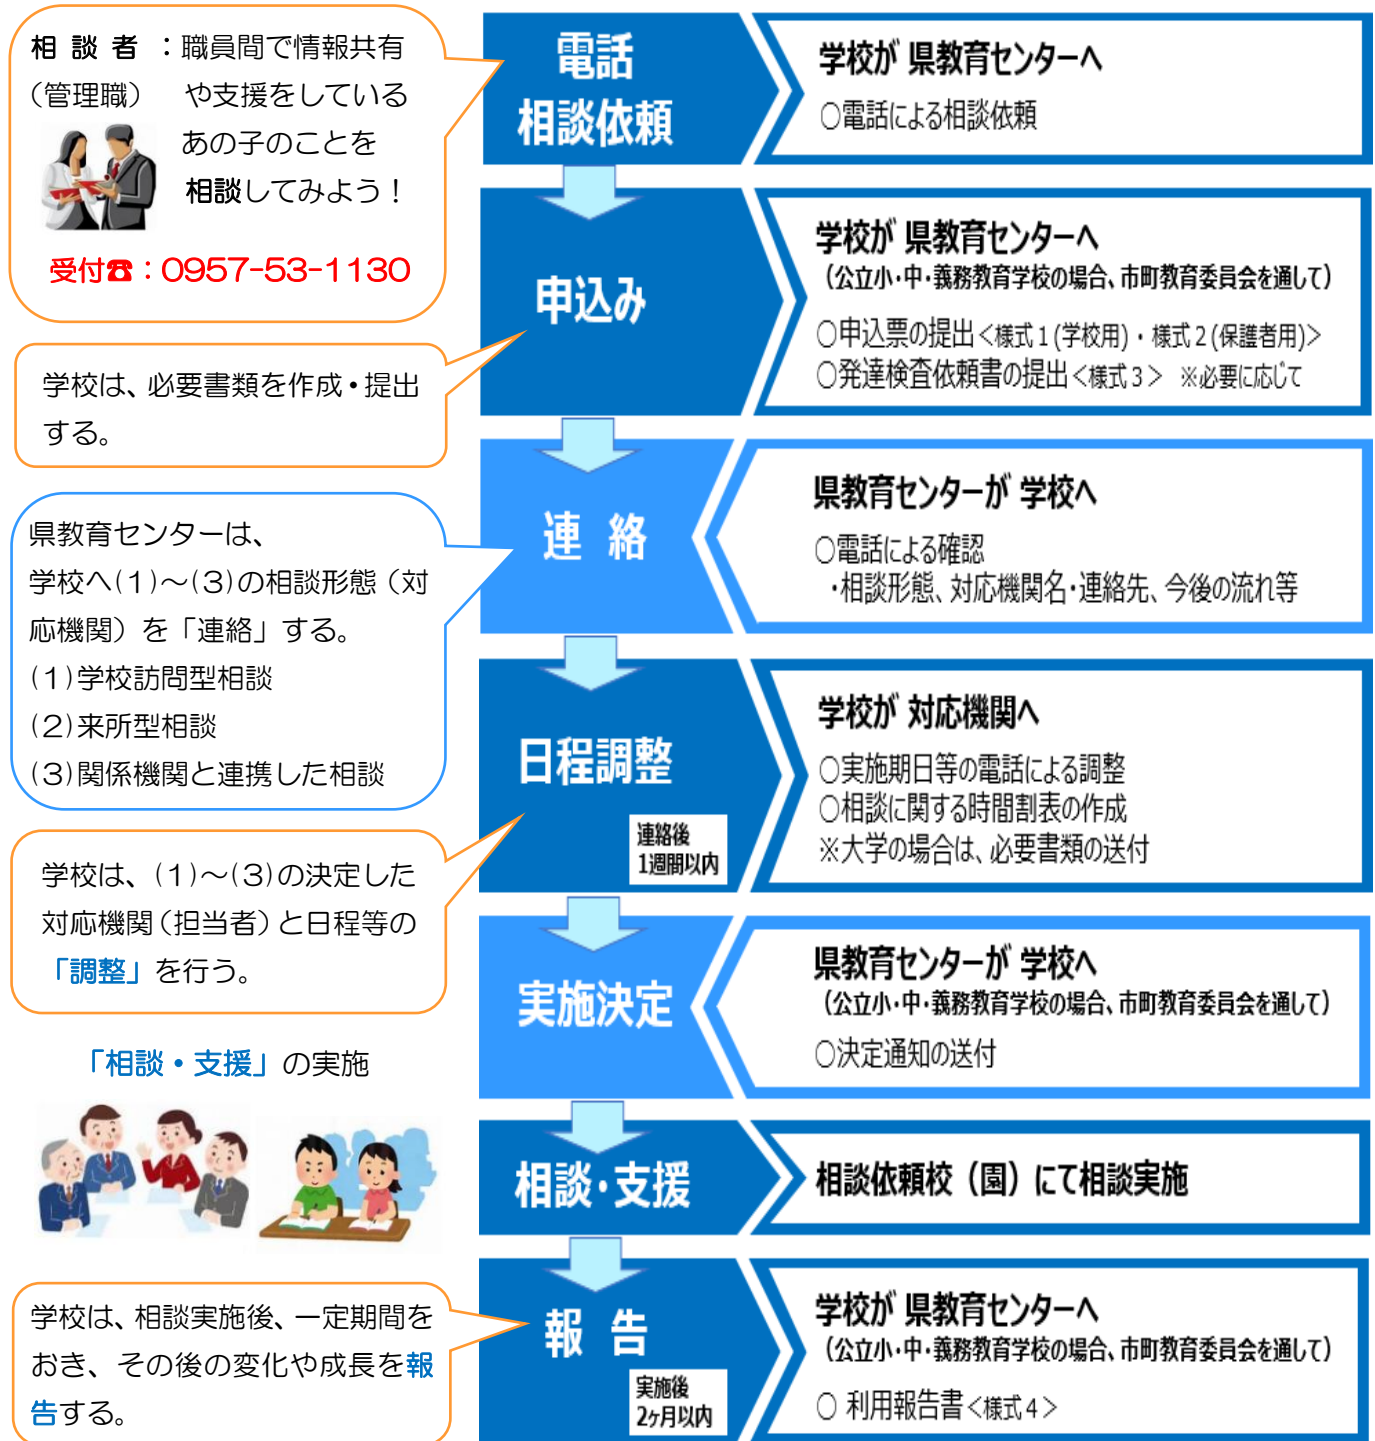 相 談 者 ：職員間で情報共有
（管理職） や支援をしている
あの子のことを
相談してみよう！
受付☎：0957-53-1130
電話
相談依頼
学校が 県教育センターへ
○電話による相談依頼
申込み
学校が 県教育センターへ
（公立小･中･義務教育学校の場合、市町教育委員会を通して）
○申込票の提出＜様式１(学校用)・様式２(保護者用)＞
○発達検査依頼書の提出＜様式３＞ ※必要に応じて
学校は、必要書類を作成・提出
する。
連 絡
県教育センターが 学校へ
○電話による確認
・相談形態、対応機関名・連絡先、今後の流れ等
県教育センターは、
学校へ(1)～(3)の相談形態（対
応機関）を「連絡」する。
(1)学校訪問型相談
(2)来所型相談
(3)関係機関と連携した相談
日程調整
連絡後
1週間以内
学校が 対応機関へ
○実施期日等の電話による調整
○相談に関する時間割表の作成
※大学の場合は、必要書類の送付
学校は、(1)～(3)の決定した
対応機関（担当者）と日程等の
「調整」を行う。
実施決定
県教育センターが 学校へ
（公立小･中･義務教育学校の場合、市町教育委員会を通して）
○決定通知の送付
「相談・支援」の実施
相談・支援
相談依頼校（園）にて相談実施
報 告
実施後
2ヶ月以内
学校が 県教育センターへ
（公立小･中･義務教育学校の場合、市町教育委員会を通して）
○ 利用報告書＜様式４＞
学校は、相談実施後、一定期間を
おき、その後の変化や成長を報
告する。